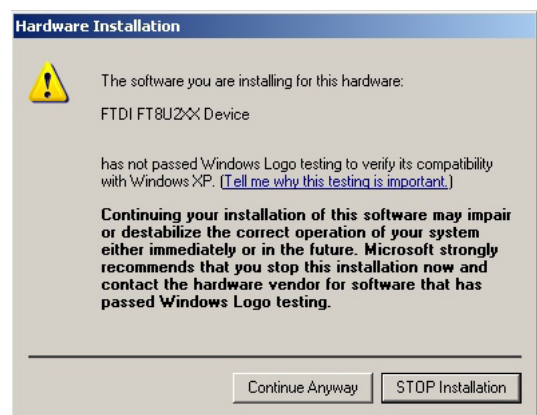 Hardware Installation
The software you are installing for this hardware:
FTDI FT8U2XX Device
has not passed Windows Logo testing to verify its compatibility
with Windows XP. (Tell me why this testing is important.)
Continuing your installation of this software may impair
or destabilize the correct operation of your system
either immediately or in the future. Microsoft strongly
recommends that you stop this installation now and
contact the hardware vendor for software that has
passed Windows Logo testing.
Continue Anyway
STOP Installation